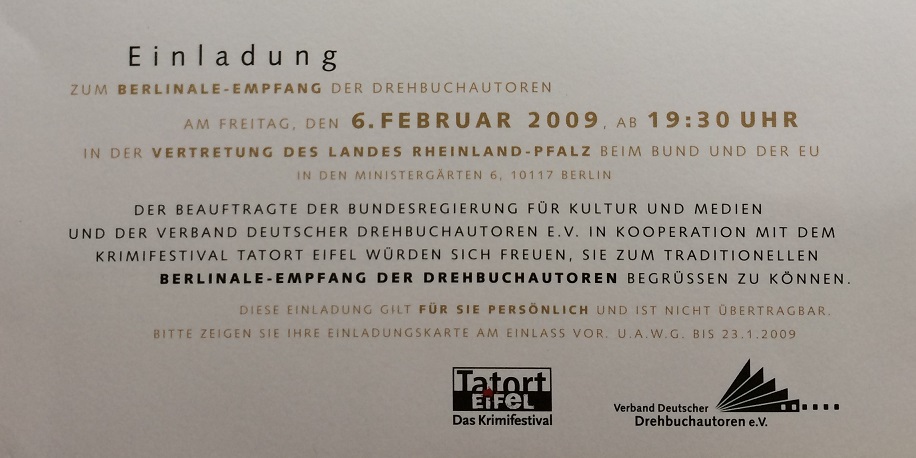 Einladung
ZUM BERLINALE-EMPFANG DER DREHBUCHAUTOREN
AM FREITAG, DEN 6. FEBRUAR 2009, AB 19:30 UHR
IN DER VERTRETUNG DES LANDES RHEINLAND-PFALZ BEIM BUND UND DER EU
IN DEN MINISTERGÄRTEN 6, 10117 BERLIN
DER BEAUFTRAGTE DER BUNDESREGIERUNG FÜR KULTUR UND MEDIEN
UND DER VERBAND DEUTSCHER DREHBUCHAUTOREN E.V. IN KOOPERATION MIT DEM
KRIMIFESTIVAL TATORT EIFEL WÜRDEN SICH FREUEN, SIE ZUM TRADITIONELLEN
BERLINALE-EMPFANG DER DREHBUCHAUTOREN BEGRÜSSEN ZU KÖNNEN.
DIESE EINLADUNG GILT FÜR SIE PERSÖNLICH UND IST NICHT ÜBERTRAGBAR.
BITTE ZEIGEN SIE IHRE EINLADUNGSKARTE AM EINLASS VOR. U.A.W.G. BIS 23.1.2009
Tatort
EiFEL
Das Krimifestival
Verband Deutscher
Drehbuchautoren e.V.